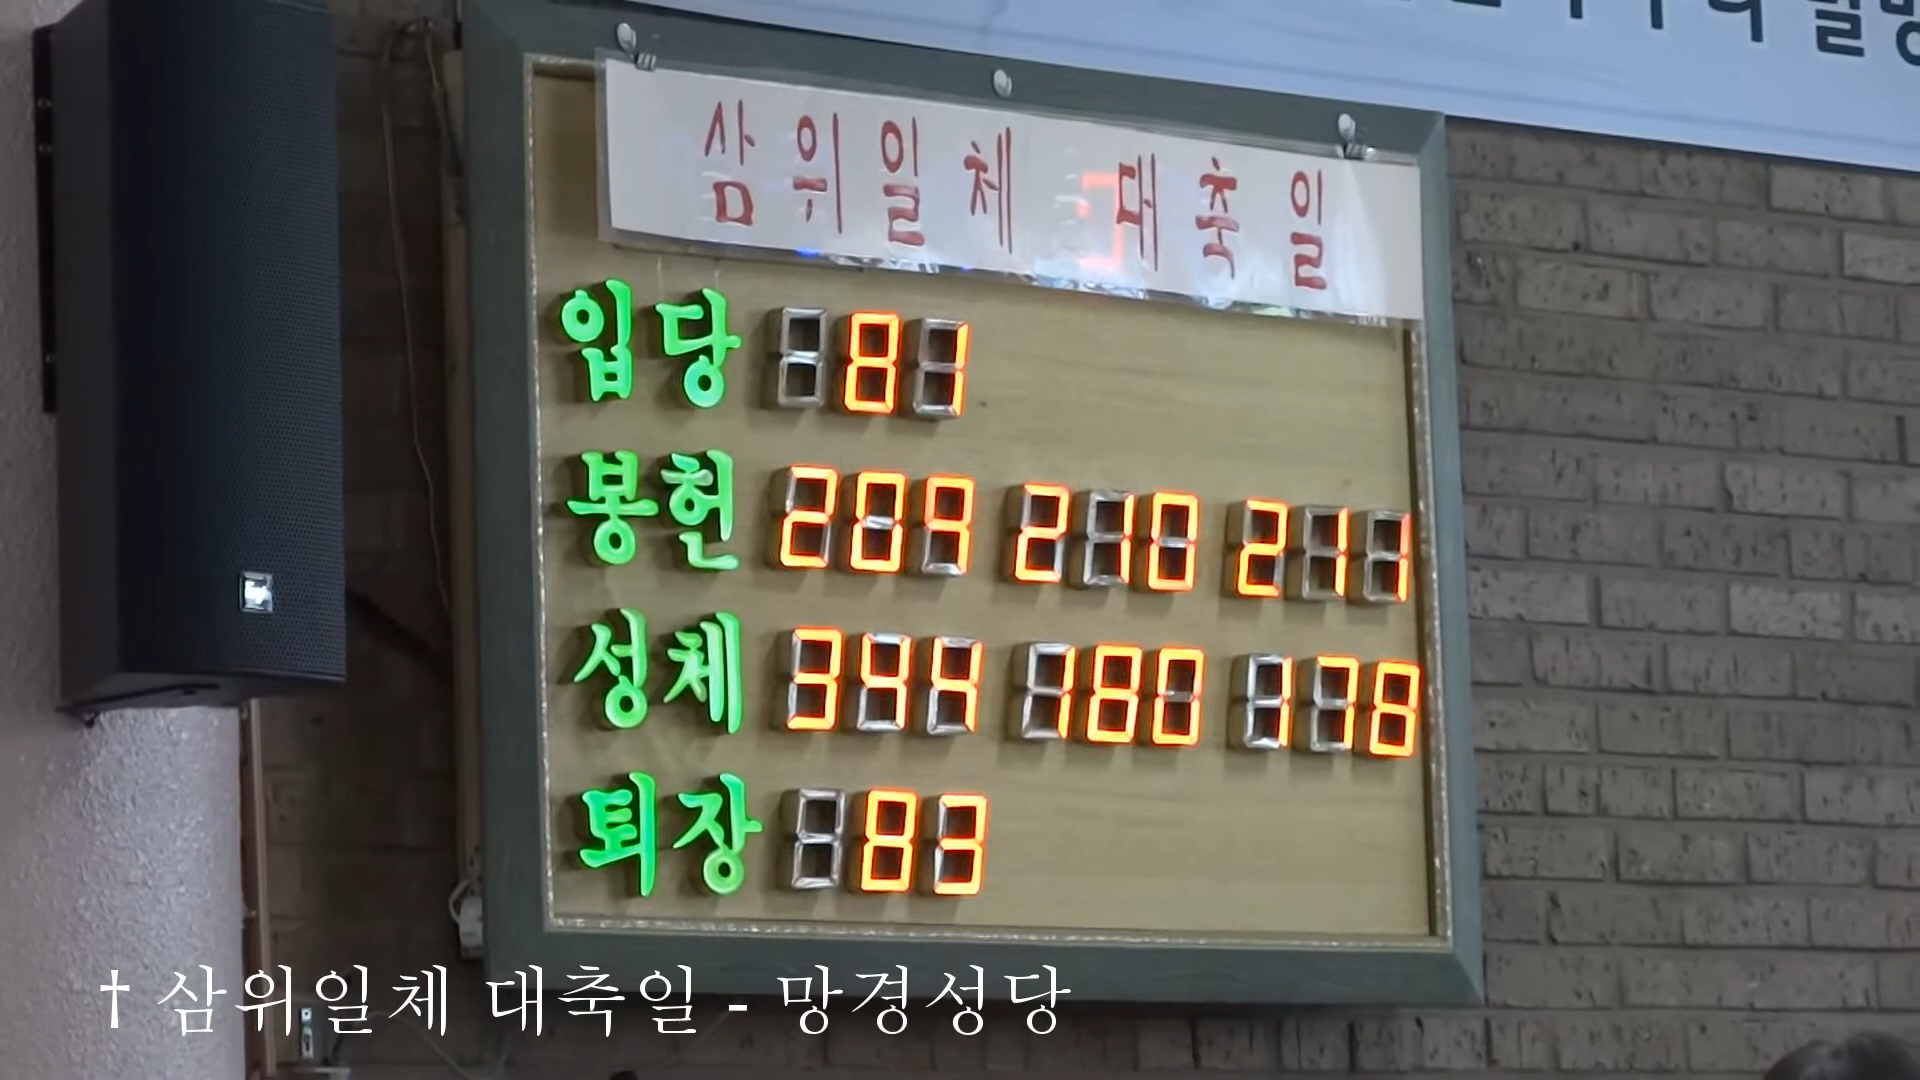 삼위일체 대축일
입당 81
봉헌 209 210 211
성체 344 180 178
퇴장 83
† 삼위일체 대축일 - 망경성당